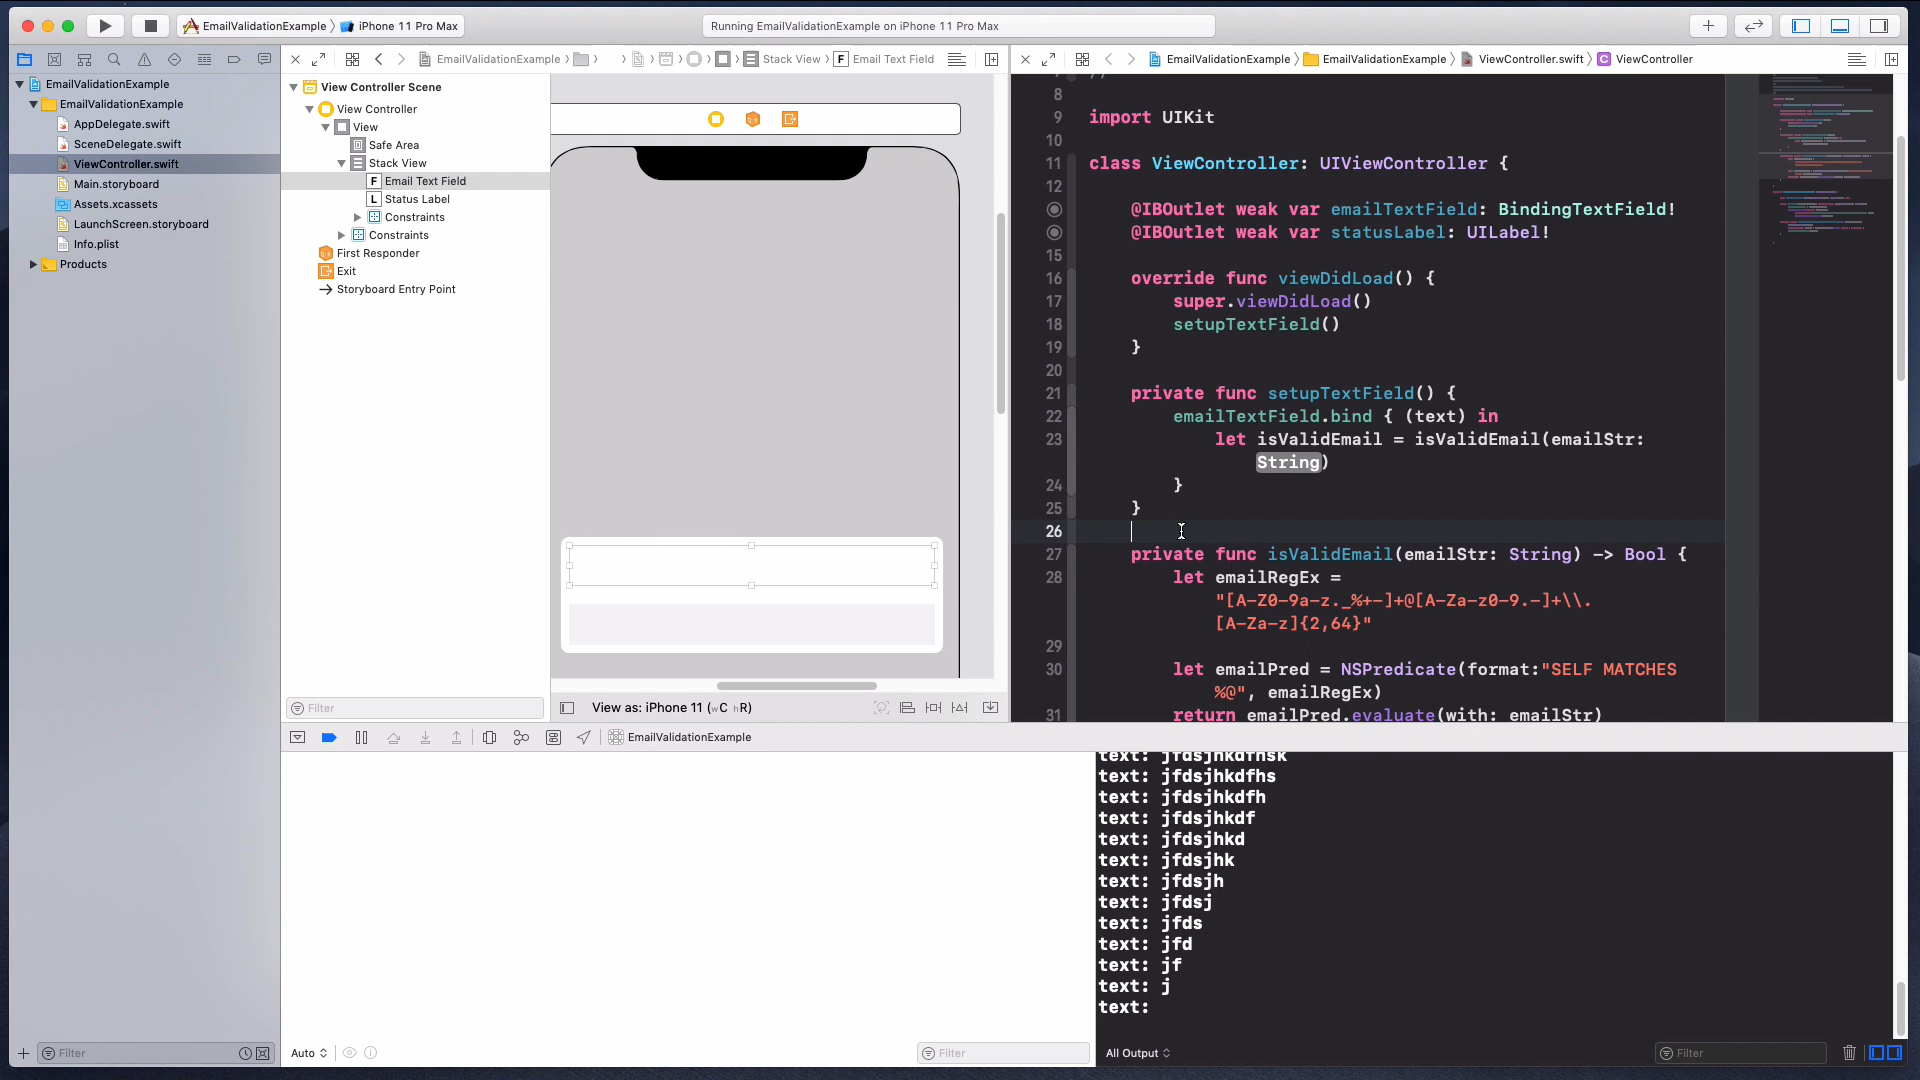 EmailValidationExample
iPhone 11 Pro Max
Running EmailValidationExample on iPhone 11 Pro Max
EmailValidationExample
EmailValidationExample
AppDelegate.swift
SceneDelegate.swift
ViewController.swift
Main.storyboard
Assets.xcassets
LaunchScreen.storyboard
Info.plist
Products
Filter
EmailValidationExample
Stack View
F Email Text Field
View Controller Scene
View Controller
View
Safe Area
Stack View
F Email Text Field
L Status Label
Constraints
Constraints
First Responder
Exit
Storyboard Entry Point
Filter
View as: iPhone 11 (wC hR)
EmailValidationExample
EmailValidationExample
ViewController.swift
C ViewController
8
9 import UIKit
10
11 class ViewController: UIViewController {
12
@IBOutlet weak var emailTextField: BindingTextField!
@IBOutlet weak var statusLabel: UILabel!
15
16 override func viewDidLoad() {
17 super.viewDidLoad()
18 setupTextField()
19 }
20
21 private func setupTextField() {
22 emailTextField.bind { (text) in
23 let isValidEmail = isValidEmail(emailStr:
String)
24 }
25 }
26
27 private func isValidEmail(emailStr: String) -> Bool {
28 let emailRegEx =
"[A-Z0-9a-z._%+-]+@[A-Za-z0-9.-]+\\.
[A-Za-z]{2,64}"
29
30 let emailPred = NSPredicate(format:"SELF MATCHES
%@", emailRegEx)
31 return emailPred.evaluate(with: emailStr)
EmailValidationExample
text: jfdsjhkdfhsk
text: jfdsjhkdfhs
text: jfdsjhkdfh
text: jfdsjhkdf
text: jfdsjhkd
text: jfdsjhk
text: jfdsjh
text: jfdsj
text: jfds
text: jfd
text: jf
text: j
text:
Auto
Filter
All Output
Filter